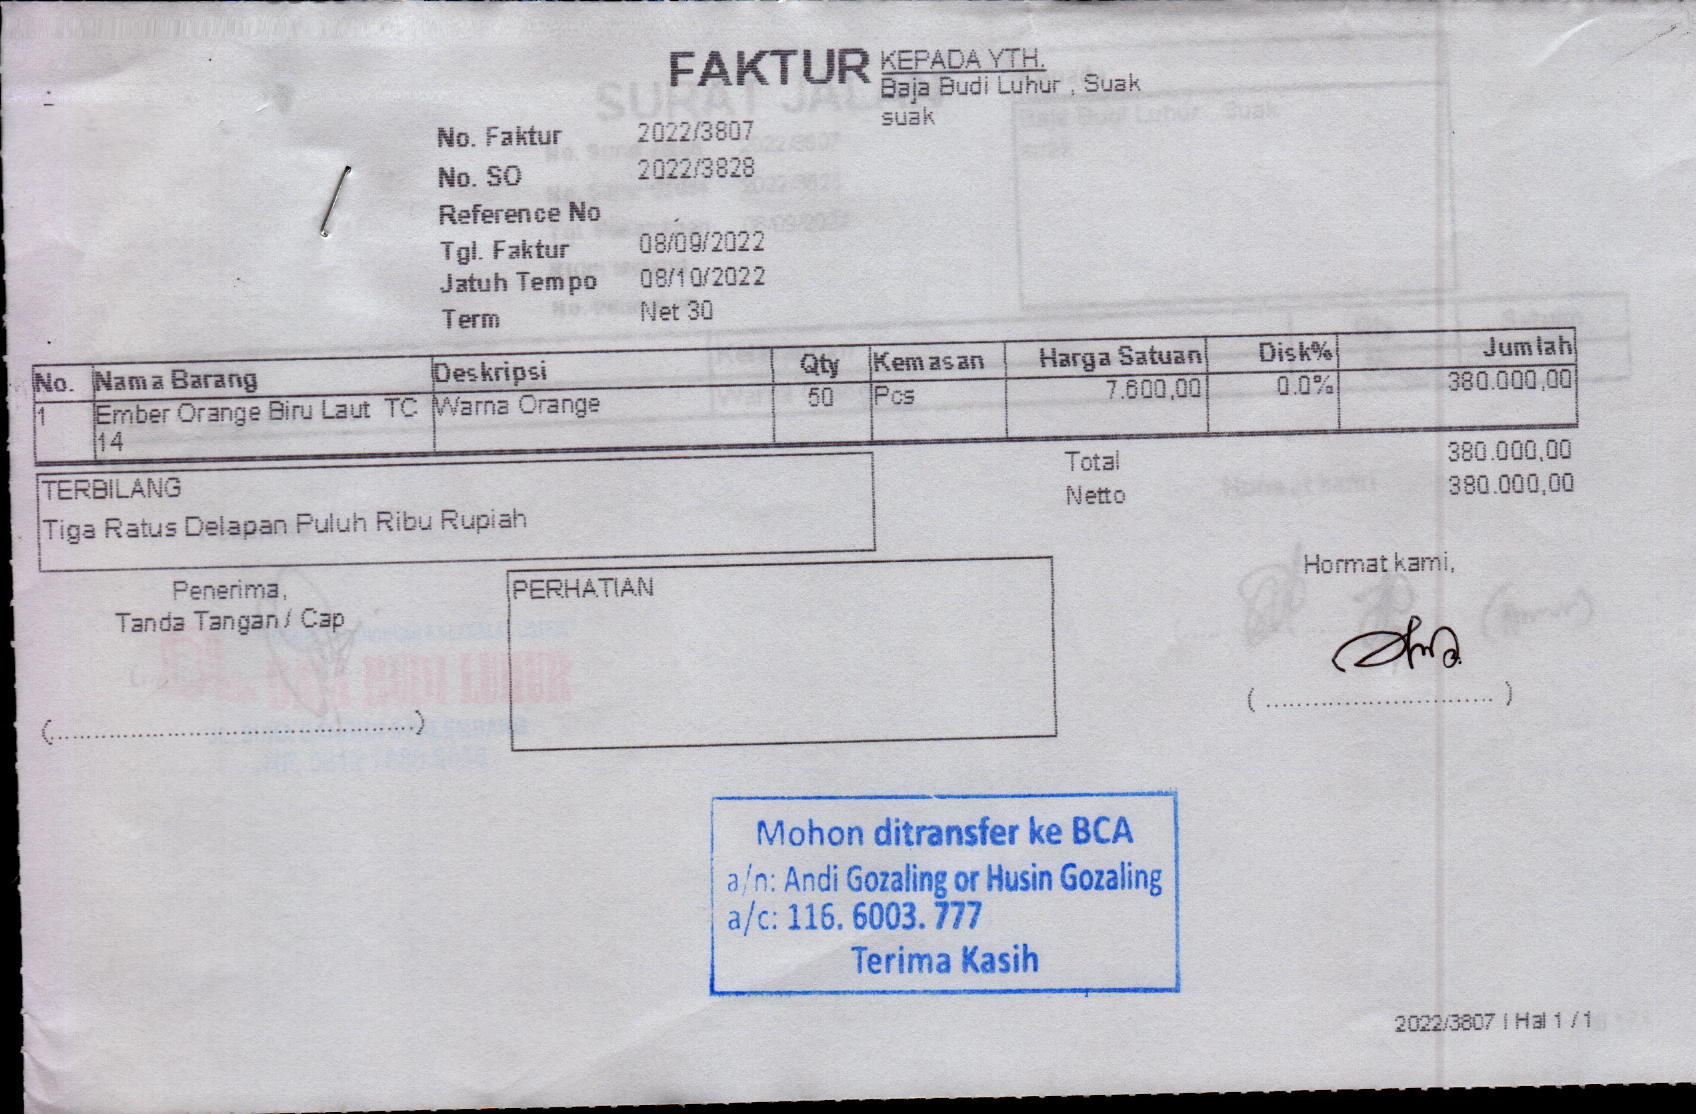 FAKTUR
KEPADA YTH.
Baja Budi Luhur , Suak
suak
No. Faktur 2022/3807
No. SO 2022/3828
Reference No
Tgl. Faktur 08/09/2022
Jatuh Tempo 08/10/2022
Term Net 30
No. Nama Barang Deskripsi Qty Kemasan Harga Satuan Disk% Jumlah
1 Ember Orange Biru Laut TC Warna Orange 50 Pcs 7.600,00 0.0% 380.000,00
14
Total 380.000,00
Netto 380.000,00
TERBILANG
Tiga Ratus Delapan Puluh Ribu Rupiah
Penerima,
Tanda Tangan / Cap
(..........................................)
PERHATIAN
Hormat kami,
( ............................. )
Mohon ditransfer ke BCA
a/n: Andi Gozaling or Husin Gozaling
a/c: 116. 6003. 777
Terima Kasih
2022/3807 | Hal 1 / 1